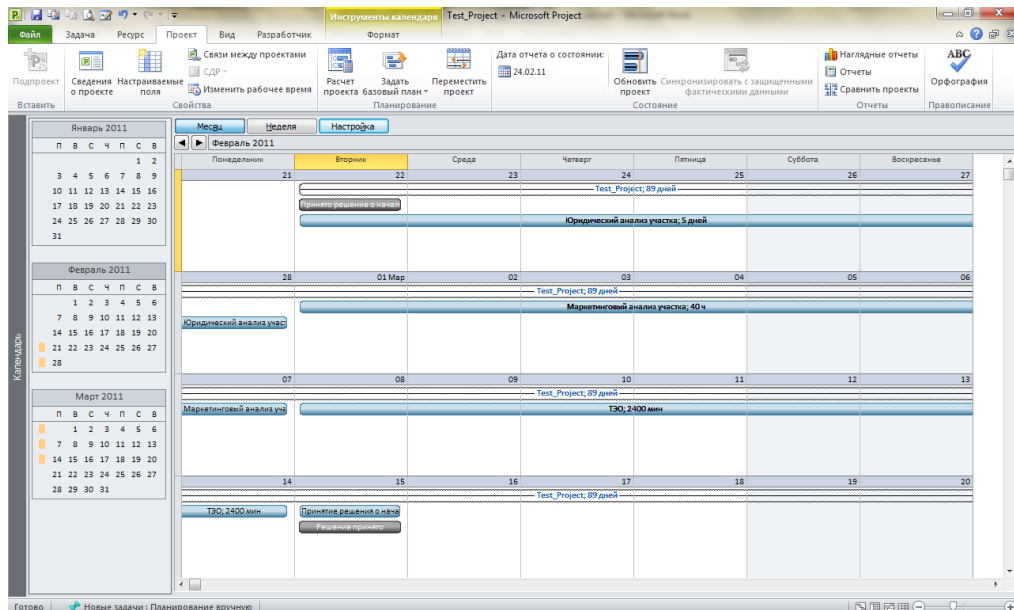 Инструменты календаря Test_Project - Microsoft Project
Файл Задача Ресурс Проект Вид Разработчик Формат
Подпроект Сведения о проекте Настраиваемые поля Связи между проектами СДР Изменить рабочее время Расчет проекта Задать базовый план Переместить проект Дата отчета о состоянии: 24.02.11 Обновить проект Синхронизировать с защищенными фактическими данными Наглядные отчеты Отчеты Сравнить проекты ABC Орфография
Вставить Свойства Планирование Состояние Отчеты Правописание
Календарь
Январь 2011
П В С Ч П С В
1 2
3 4 5 6 7 8 9
10 11 12 13 14 15 16
17 18 19 20 21 22 23
24 25 26 27 28 29 30
31
Февраль 2011
П В С Ч П С В
1 2 3 4 5 6
7 8 9 10 11 12 13
14 15 16 17 18 19 20
21 22 23 24 25 26 27
28
Март 2011
П В С Ч П С В
1 2 3 4 5 6
7 8 9 10 11 12 13
14 15 16 17 18 19 20
21 22 23 24 25 26 27
28 29 30 31
Месяц Неделя Настройка
Февраль 2011
Понедельник Вторник Среда Четверг Пятница Суббота Воскресенье
21 22 23 24 25 26 27
Test_Project; 89 дней
Принято решение о начал
Юридический анализ участка; 5 дней
28 01 Мар 02 03 04 05 06
Test_Project; 89 дней
Маркетинговый анализ участка; 40 ч
Юридический анализ участ
07 08 09 10 11 12 13
Test_Project; 89 дней
Маркетинговый анализ уча ТЭО; 2400 мин
14 15 16 17 18 19 20
Test_Project; 89 дней
ТЭО; 2400 мин Принятие решения о нача
Решение принято
Готово Новые задачи : Планирование вручную